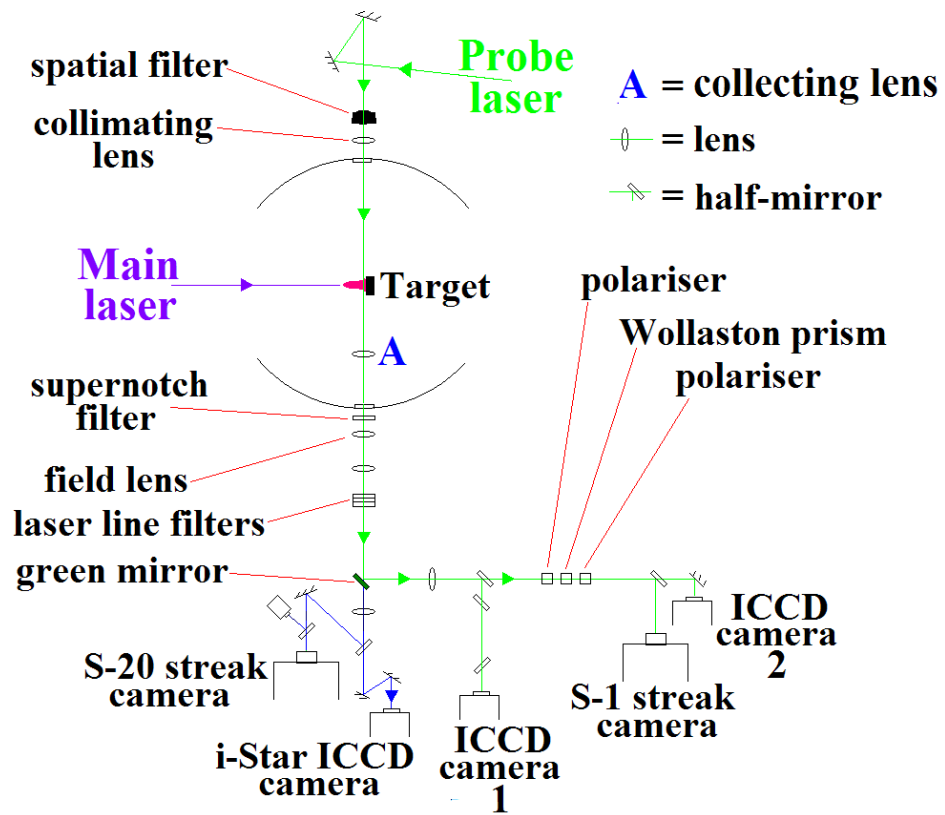 spatial filter
Probe
laser
A = collecting lens
collimating
lens
= lens
= half-mirror
Main
laser
Target
polariser
A
Wollaston prism
supernotch
filter
polariser
field lens
laser line filters
green mirror
S-20 streak
camera
ICCD
camera
2
S-1 streak
camera
i-Star ICCD
camera
ICCD
camera
1